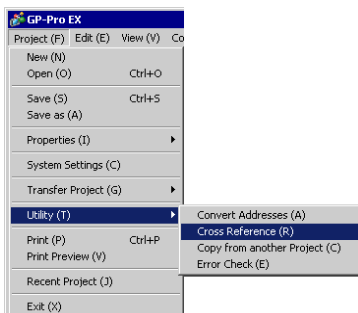 GP-Pro EX
Project (F) Edit (E) View (V) Co
New (N)
Open (O) Ctrl+O
Save (S) Ctrl+S
Save as (A)
Properties (I)
System Settings (C)
Transfer Project (G)
Utility (T)
Convert Addresses (A)
Cross Reference (R)
Copy from another Project (C)
Error Check (E)
Print (P) Ctrl+P
Print Preview (V)
Recent Project (J)
Exit (X)